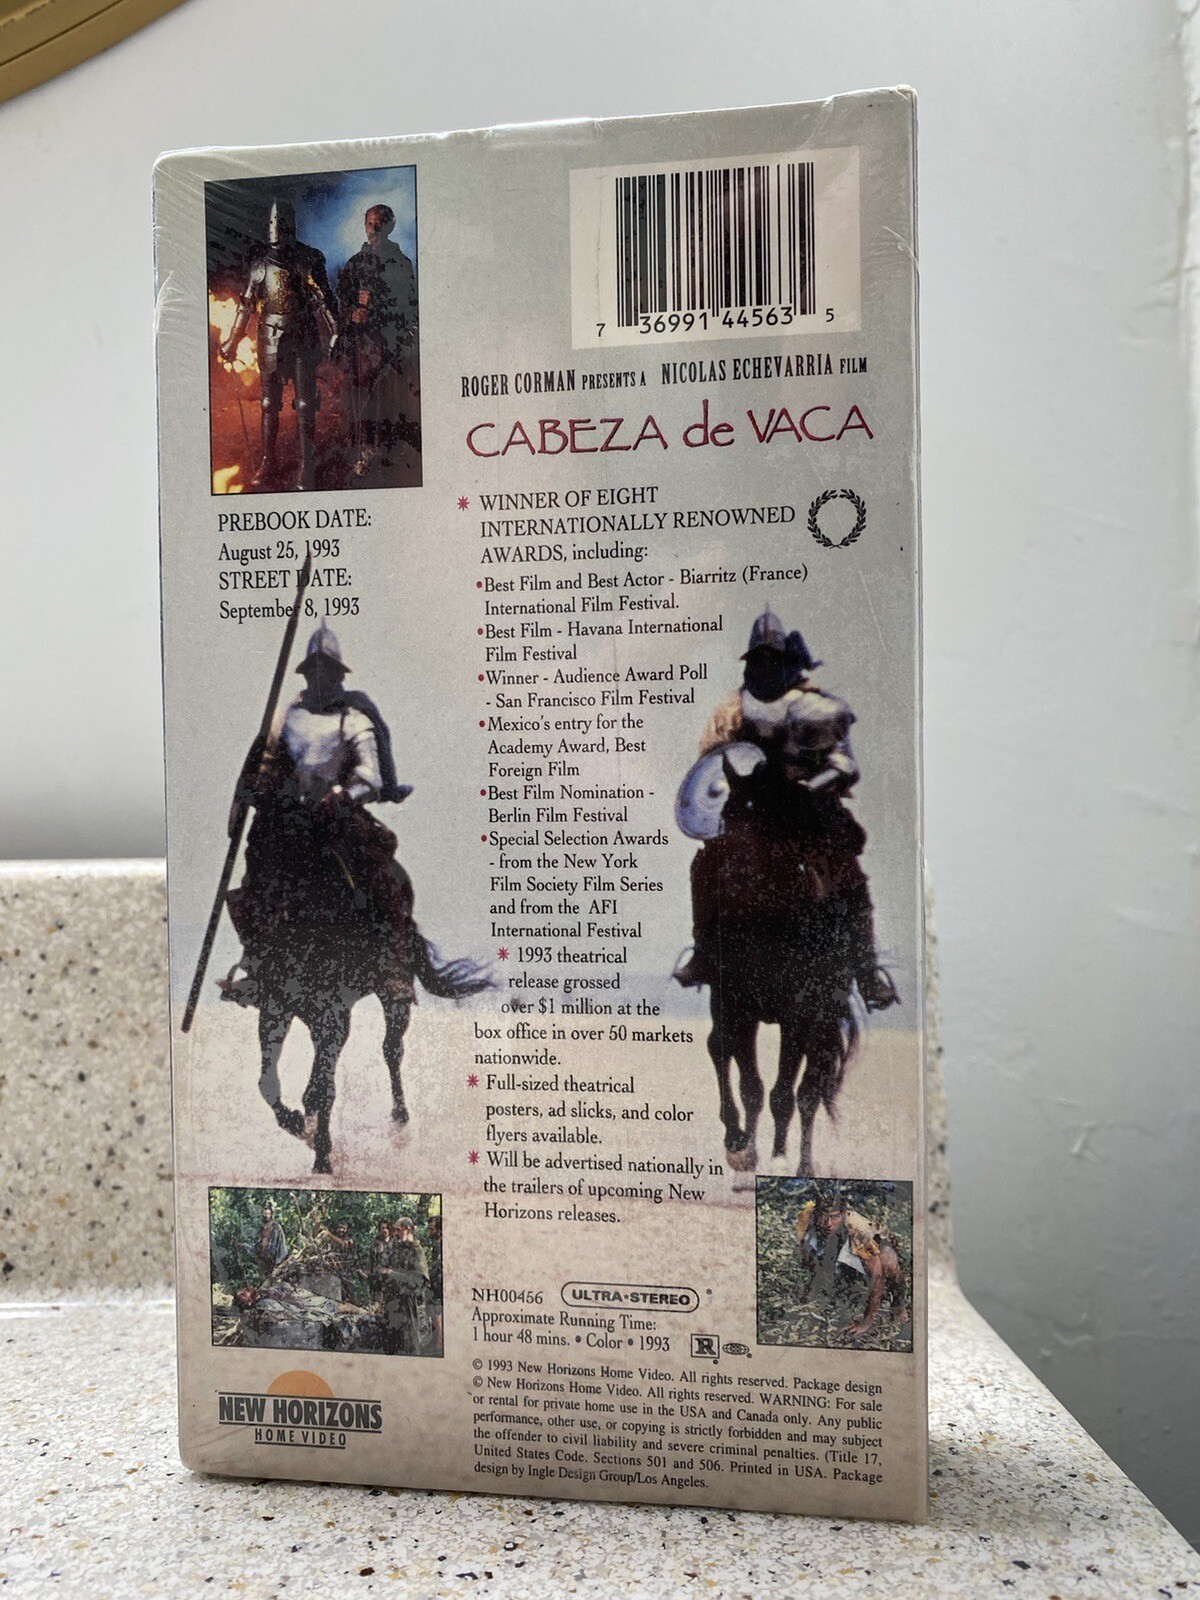 7 36991 44563 5
ROGER CORMAN PRESENTS A NICOLAS ECHEVARRIA FILM
CABEZA de VACA
PREBOOK DATE:
August 25, 1993
STREET DATE:
September 8, 1993
* WINNER OF EIGHT
INTERNATIONALLY RENOWNED
AWARDS, including:
•Best Film and Best Actor - Biarritz (France)
International Film Festival.
•Best Film - Havana International
Film Festival
•Winner - Audience Award Poll
- San Francisco Film Festival
•Mexico's entry for the
Academy Award, Best
Foreign Film
•Best Film Nomination -
Berlin Film Festival
•Special Selection Awards
- from the New York
Film Society Film Series
and from the AFI
International Festival
* 1993 theatrical
release grossed
over $1 million at the
box office in over 50 markets
nationwide.
* Full-sized theatrical
posters, ad slicks, and color
flyers available.
* Will be advertised nationally in
the trailers of upcoming New
Horizons releases.
NH00456 ULTRA•STEREO
Approximate Running Time:
1 hour 48 mins. • Color • 1993 R
© 1993 New Horizons Home Video. All rights reserved. Package design
© New Horizons Home Video. All rights reserved. WARNING: For sale
or rental for private home use in the USA and Canada only. Any public
performance, other use, or copying is strictly forbidden and may subject
the offender to civil liability and severe criminal penalties. (Title 17,
United States Code. Sections 501 and 506. Printed in USA. Package
design by Ingle Design Group/Los Angeles.
NEW HORIZONS
HOME VIDEO